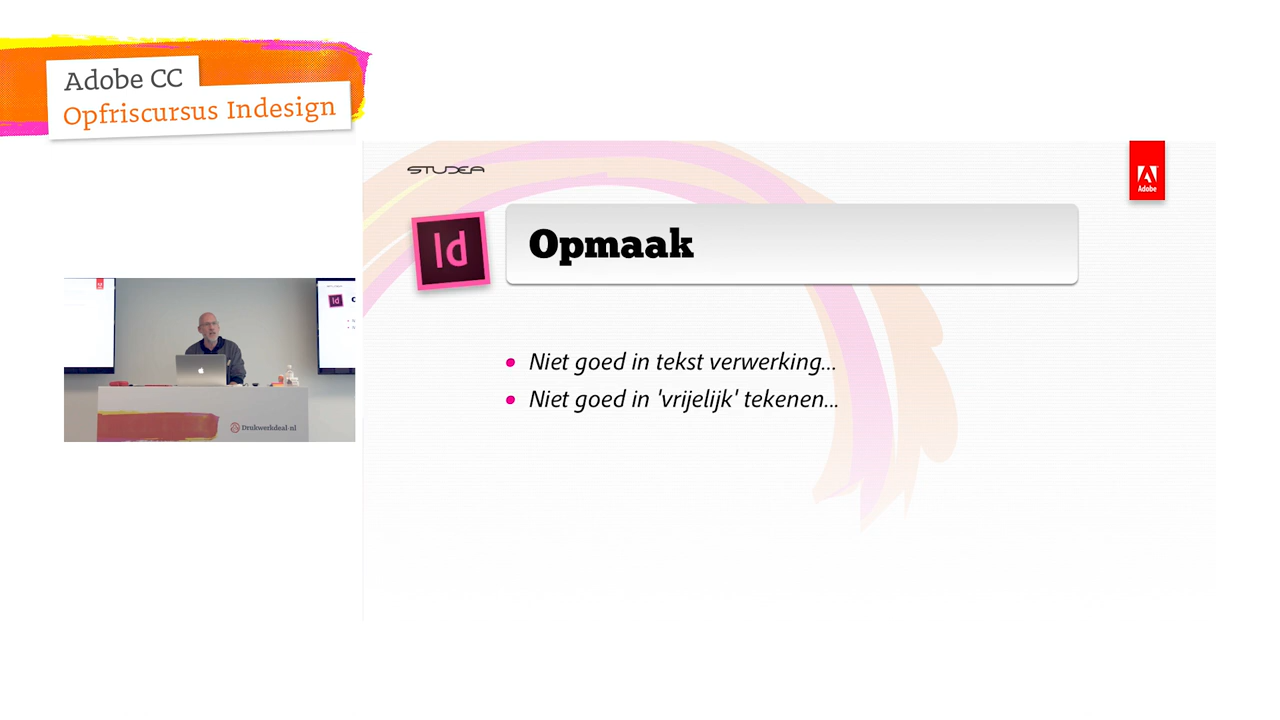 Adobe CC
Opfriscursus Indesign
STUDEA
Adobe
Id
Opmaak
Niet goed in tekst verwerking...
Niet goed in 'vrijelijk' tekenen...
Id
Drukwerkdeal.nl